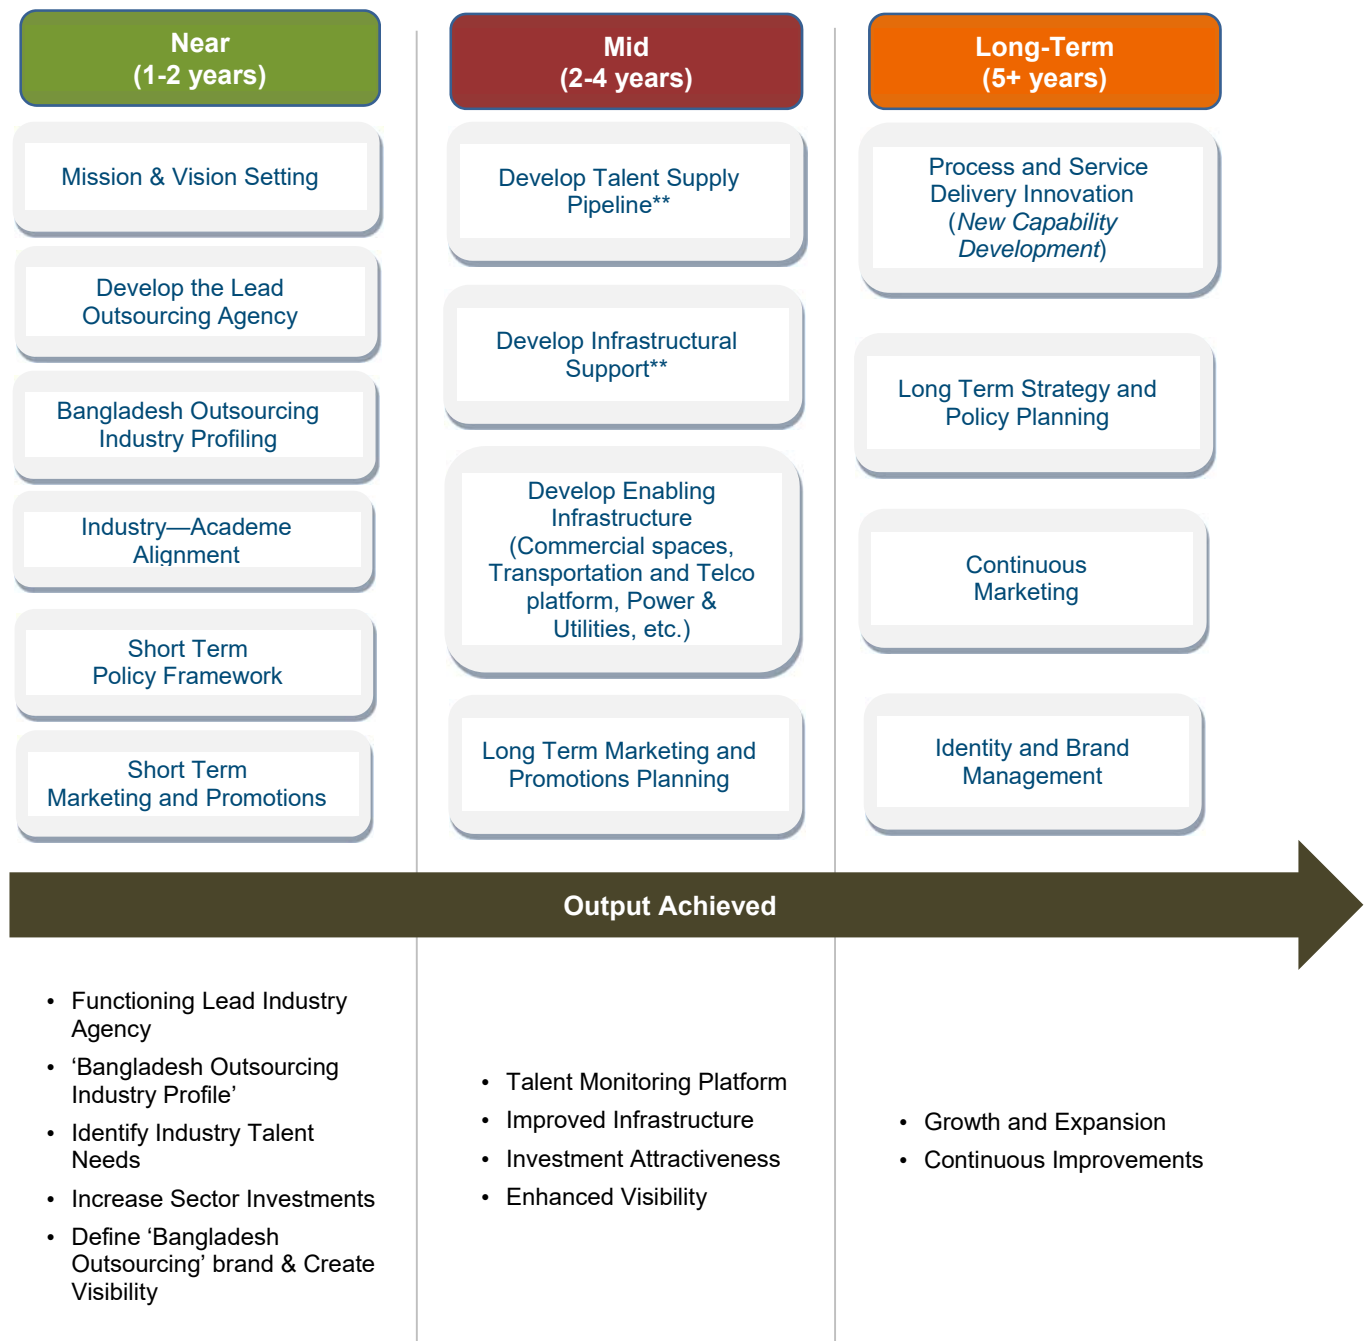 Near
(1-2 years)
Mission & Vision Setting
Develop the Lead
Outsourcing Agency
Bangladesh Outsourcing
Industry Profiling
Industry—Academe
Alignment
Short Term
Policy Framework
Short Term
Marketing and Promotions
Mid
(2-4 years)
Develop Talent Supply
Pipeline**
Develop Infrastructural
Support**
Develop Enabling
Infrastructure
(Commercial spaces,
Transportation and Telco
platform, Power &
Utilities, etc.)
Long Term Marketing and
Promotions Planning
Long-Term
(5+ years)
Process and Service
Delivery Innovation
(New Capability
Development)
Long Term Strategy and
Policy Planning
Continuous
Marketing
Identity and Brand
Management
Output Achieved
• Functioning Lead Industry
Agency
• ‘Bangladesh Outsourcing
Industry Profile’
• Identify Industry Talent
Needs
• Increase Sector Investments
• Define ‘Bangladesh
Outsourcing’ brand & Create
Visibility
• Talent Monitoring Platform
• Improved Infrastructure
• Investment Attractiveness
• Enhanced Visibility
• Growth and Expansion
• Continuous Improvements